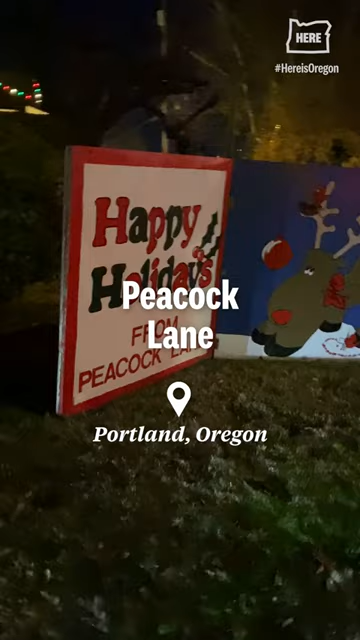 HERE
#HereisOregon
Happy
Holidays
FROM
PEACOCK LANE
Peacock
Lane
Portland, Oregon